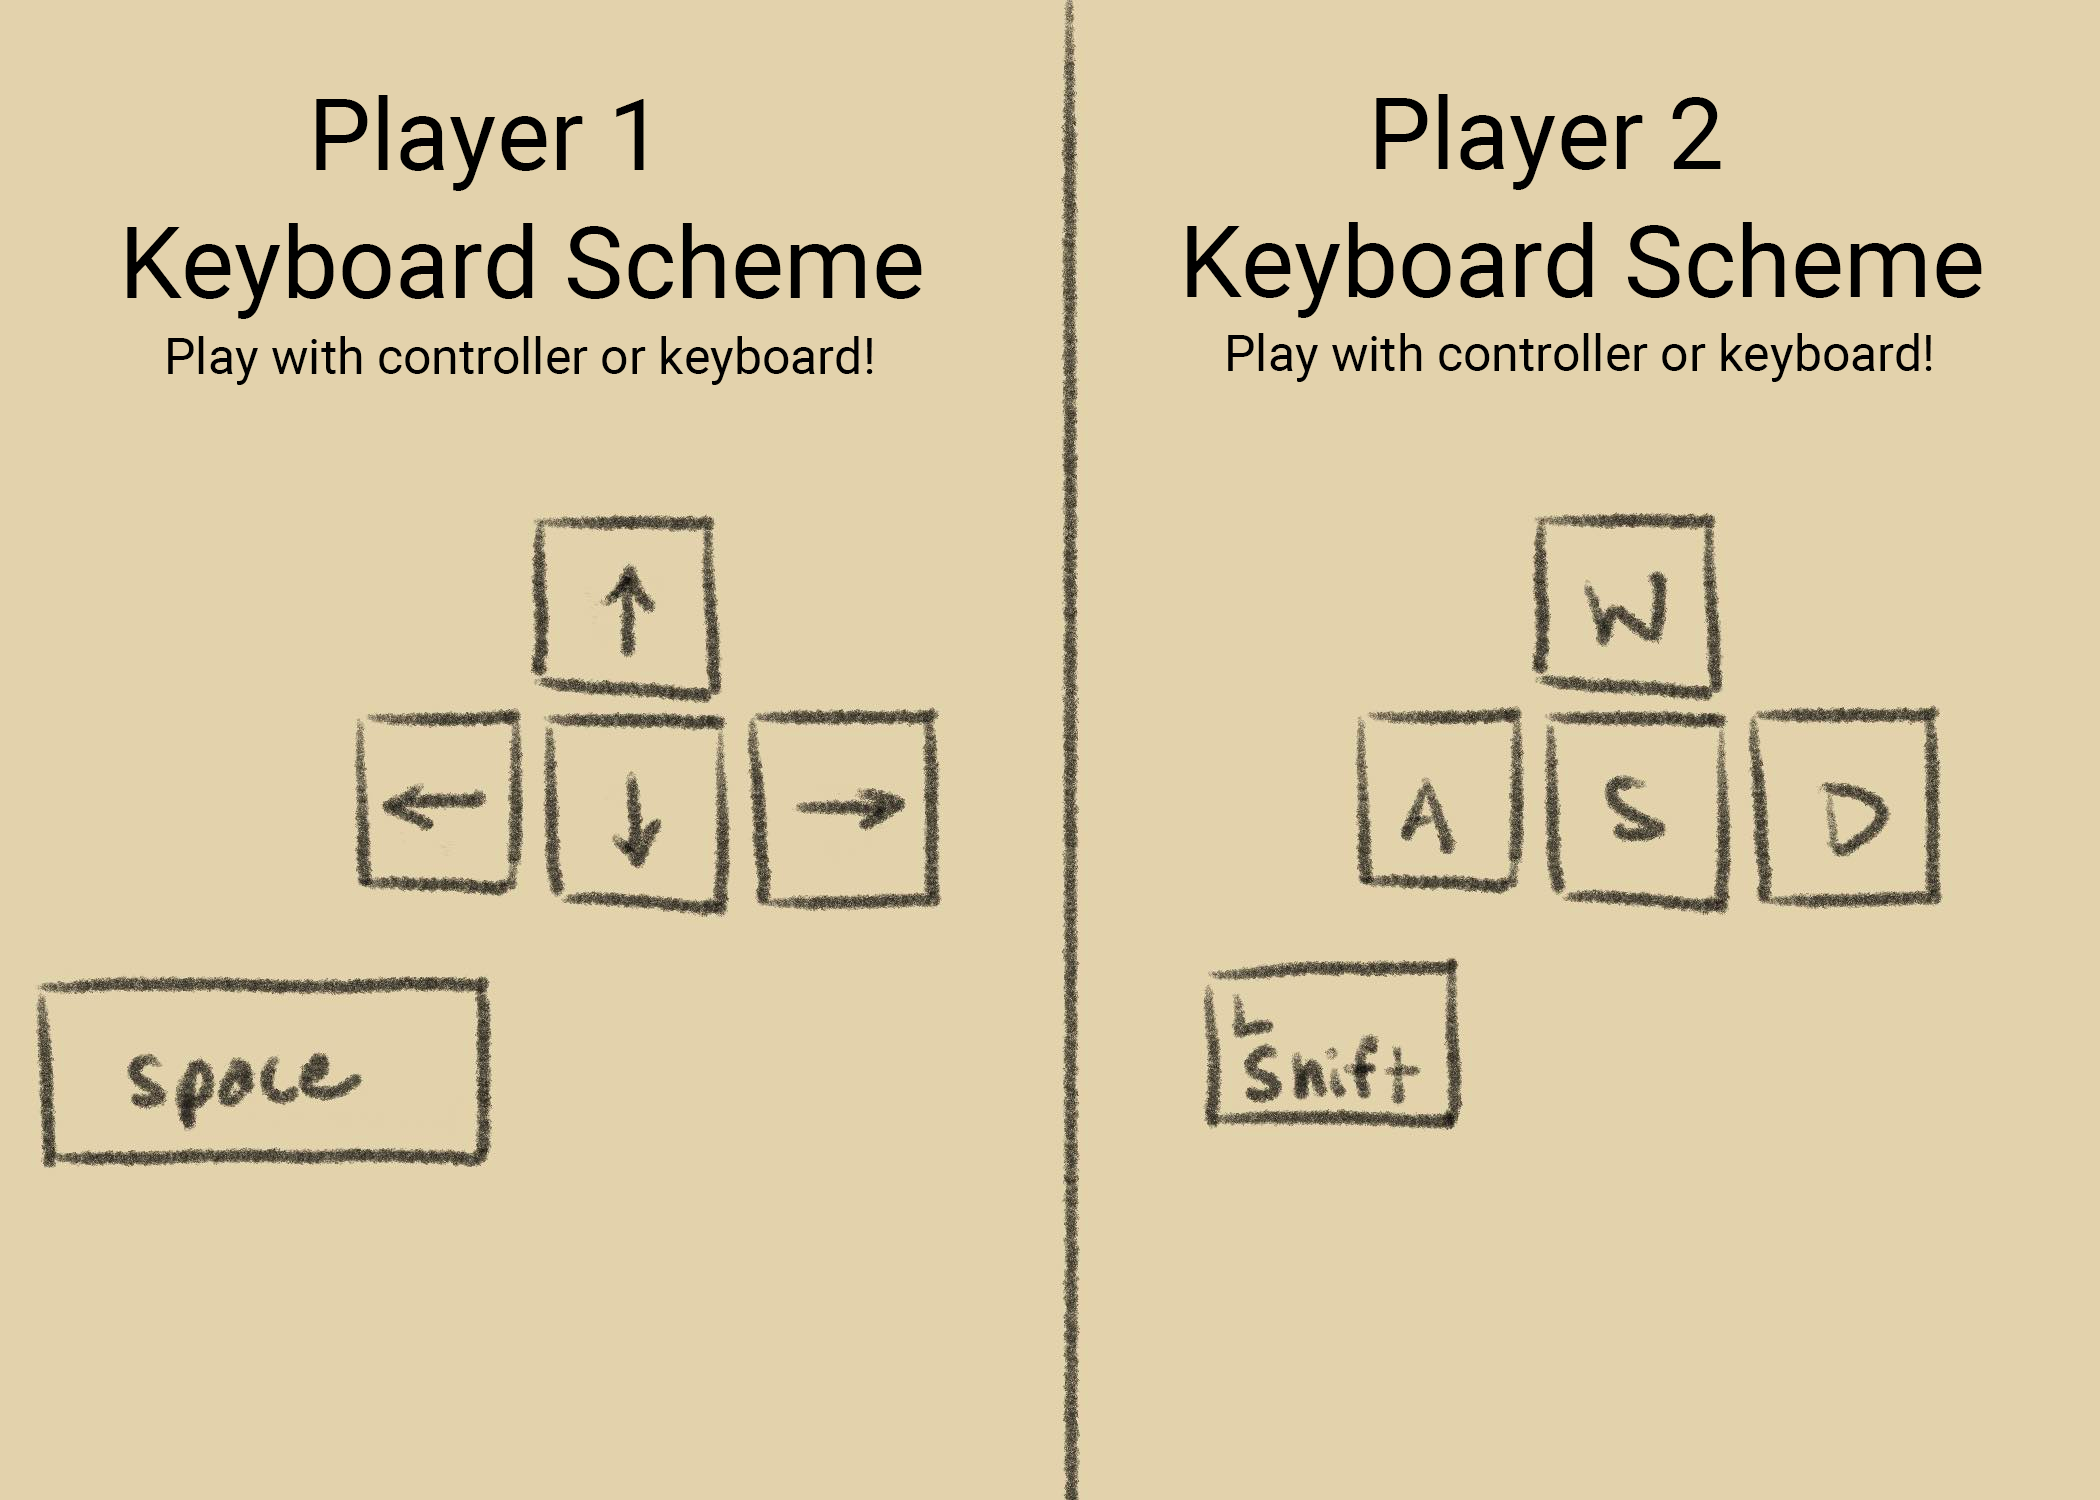 Player 1
Keyboard Scheme
Play with controller or keyboard!
↑
← ↓ →
space
Player 2
Keyboard Scheme
Play with controller or keyboard!
W
A S D
L
Shift